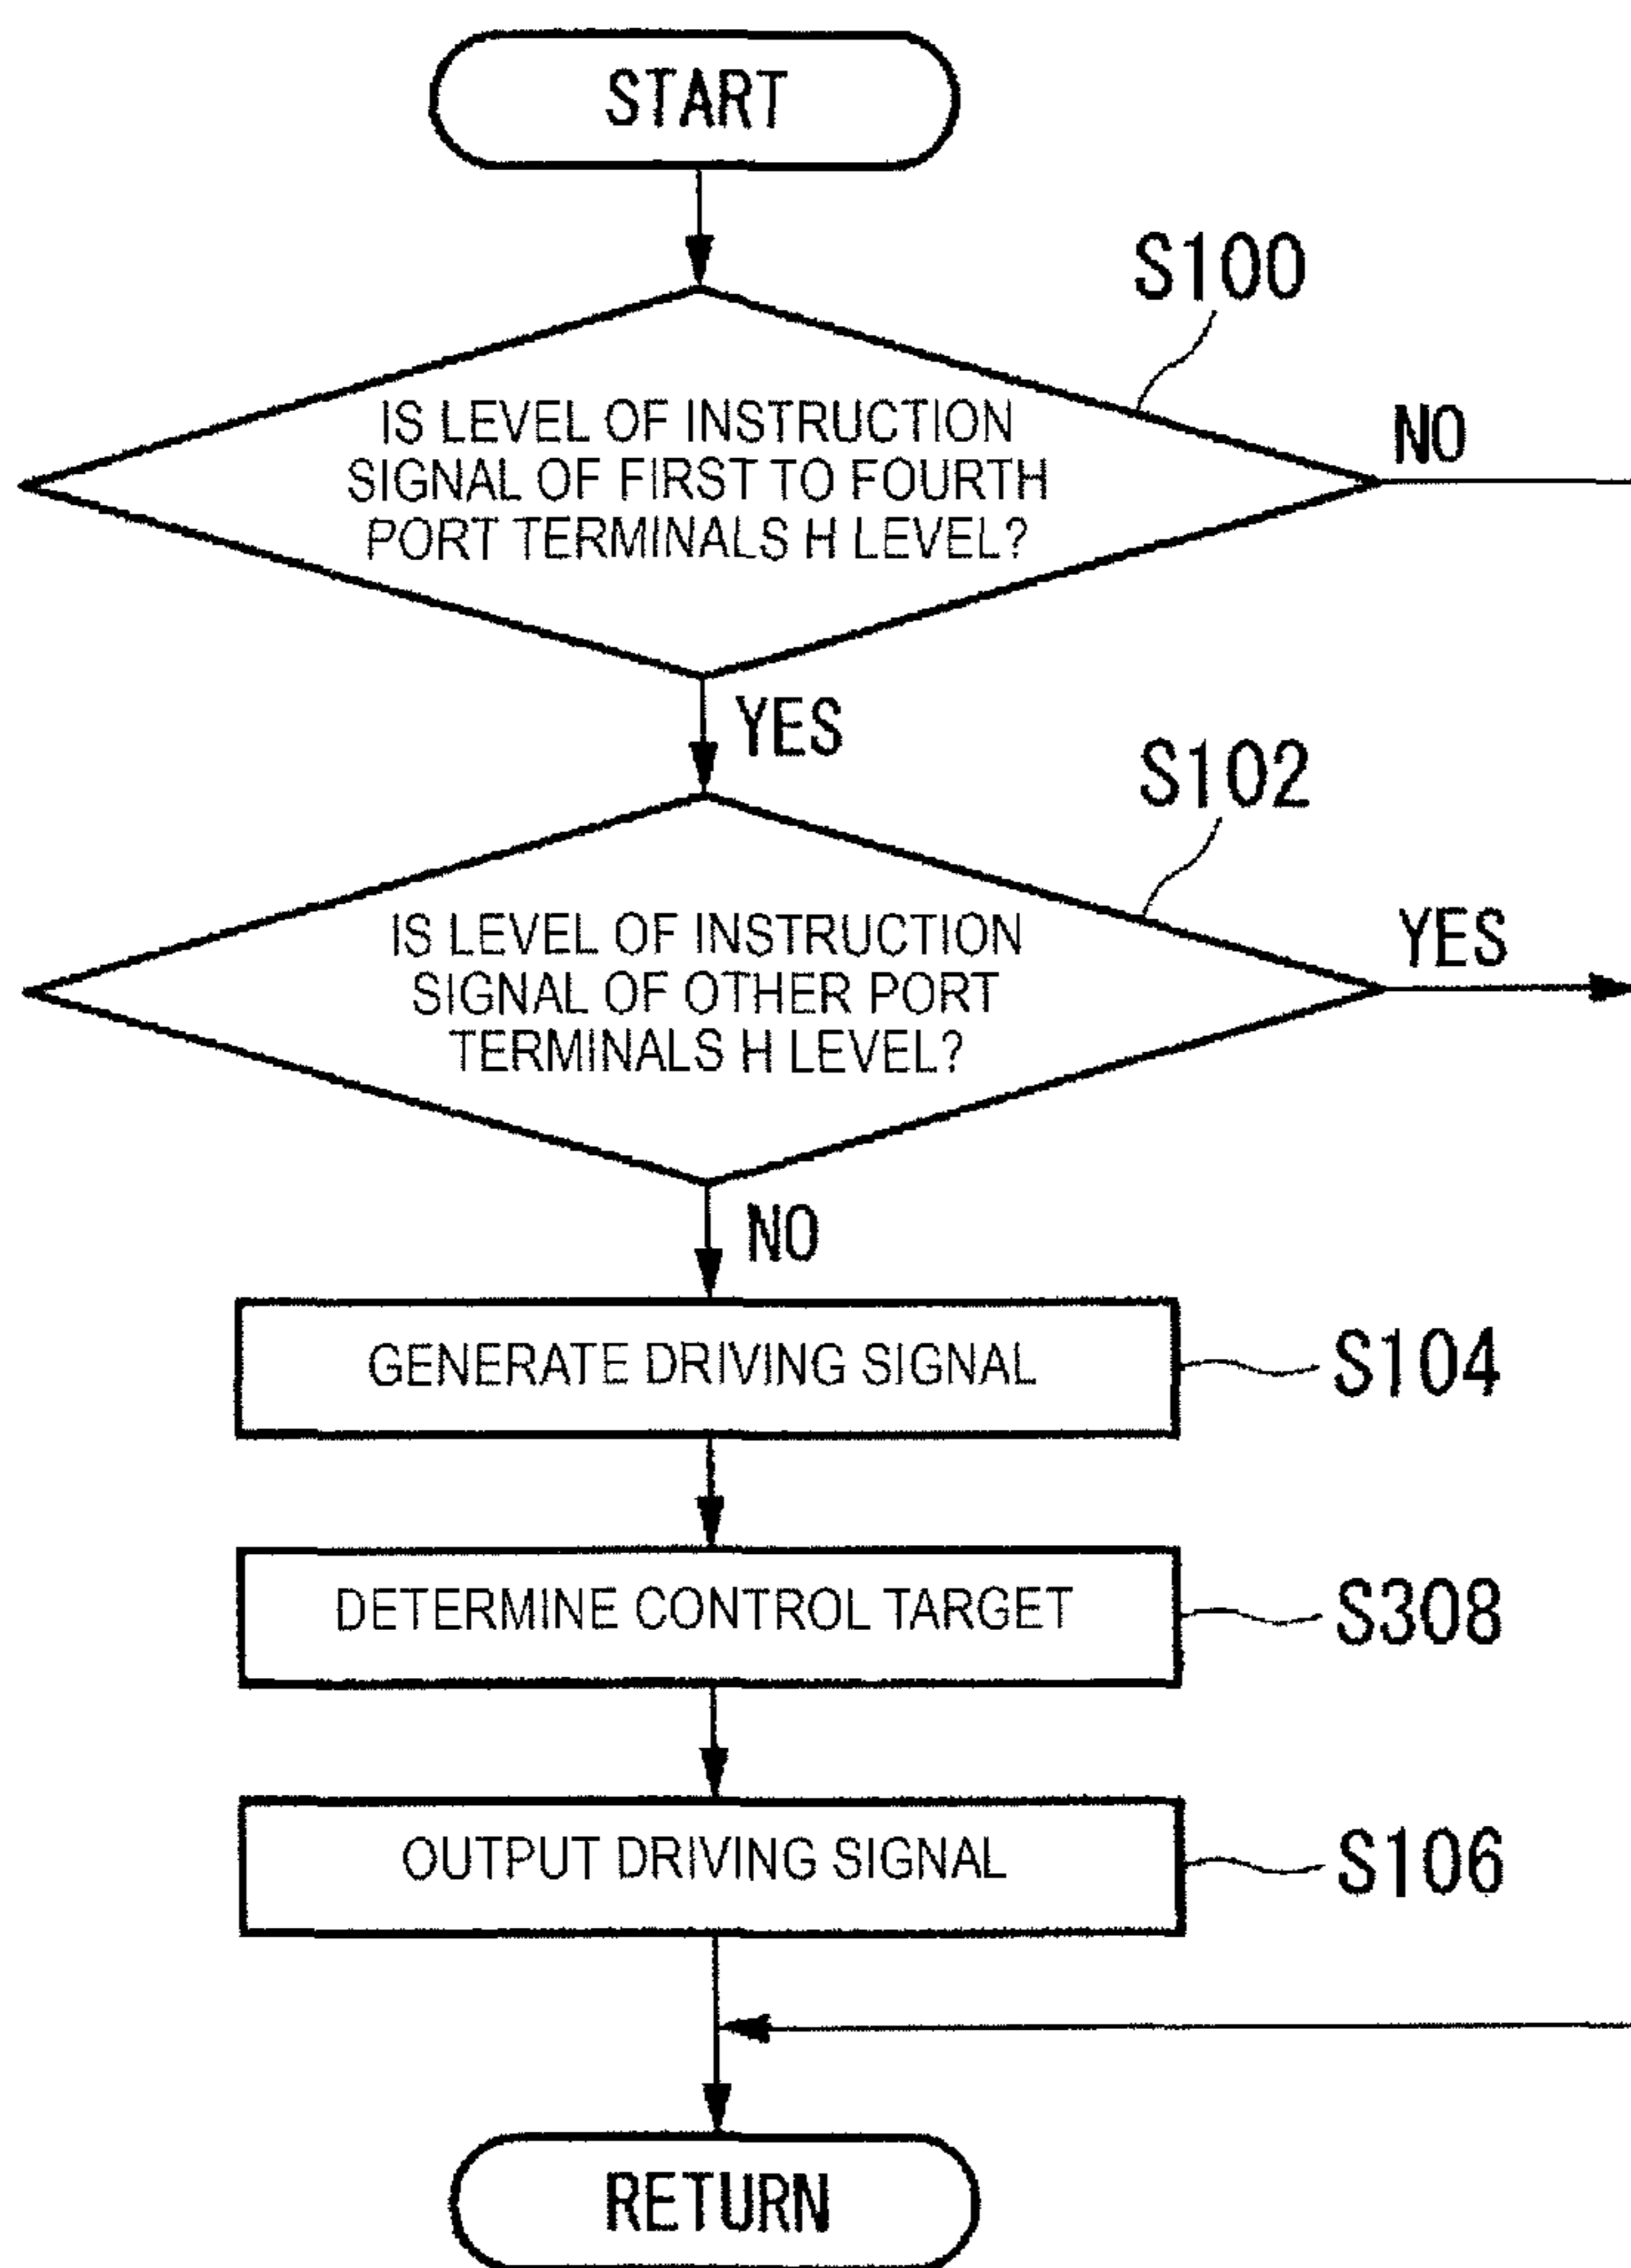 START
S100
IS LEVEL OF INSTRUCTION
SIGNAL OF FIRST TO FOURTH
PORT TERMINALS H LEVEL?
NO
YES
S102
IS LEVEL OF INSTRUCTION
SIGNAL OF OTHER PORT
TERMINALS H LEVEL?
YES
NO
GENERATE DRIVING SIGNAL
S104
DETERMINE CONTROL TARGET
S308
OUTPUT DRIVING SIGNAL
S106
RETURN